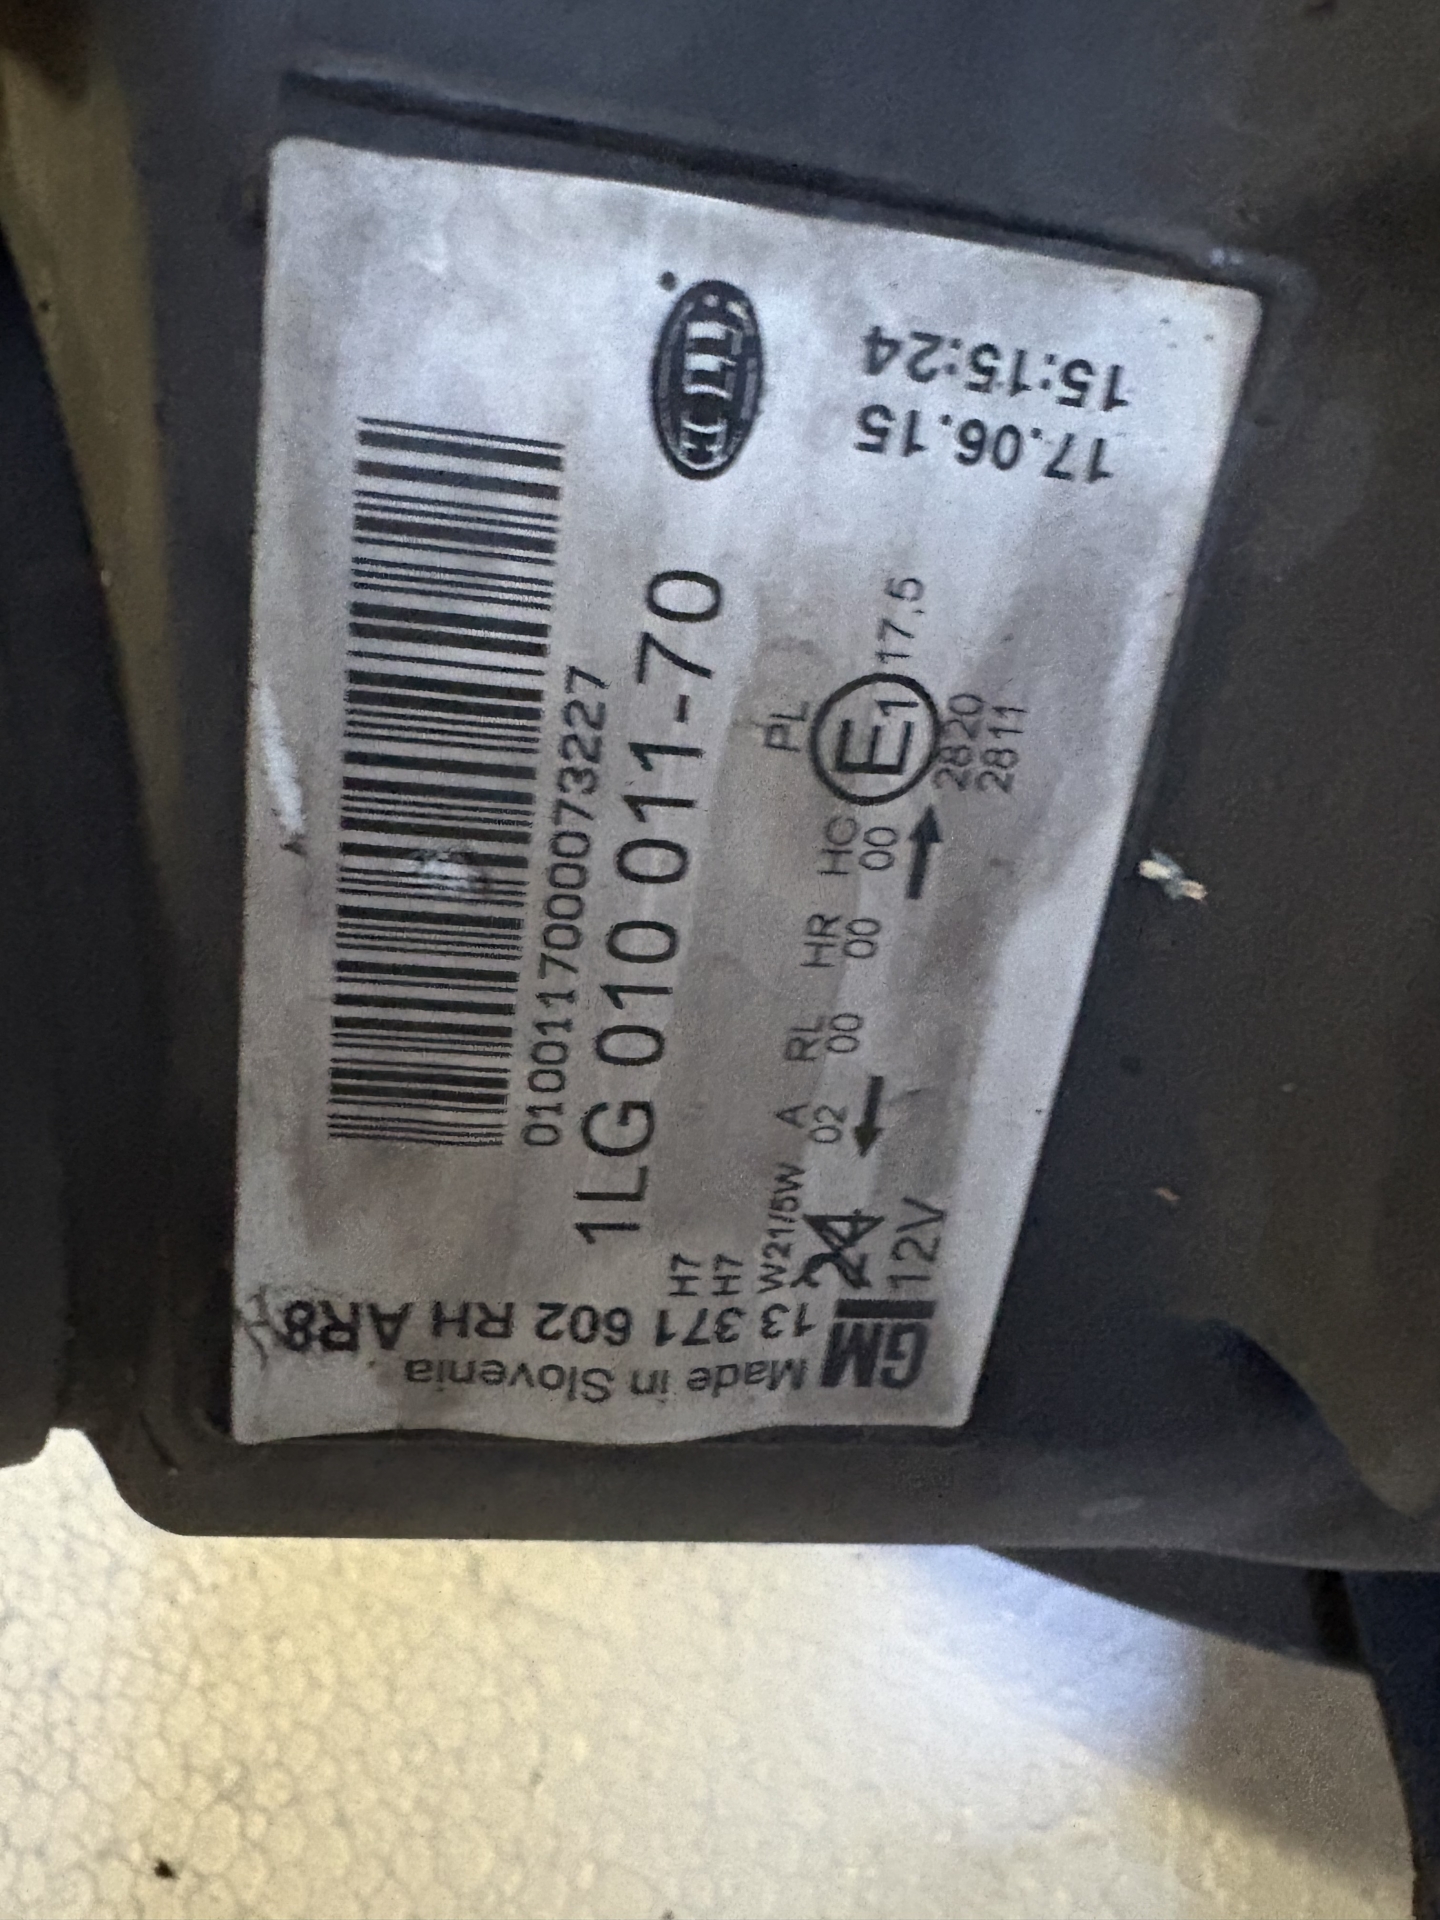 HELLA
01001170000073227
1LG 010 011-70
H7
H7
W21/5W
24
12V
A RL HR HC PL
02 00 00 00
E1
17,5
2820
2811
17.06.15
15:15:24
GM
Made in Slovenia
13 371 602 RH AR8